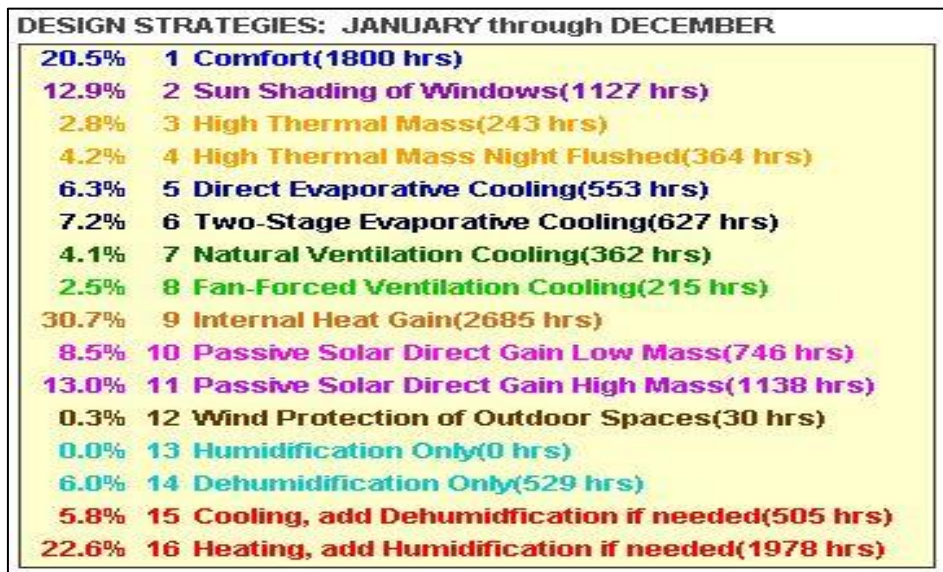 DESIGN STRATEGIES: JANUARY through DECEMBER
20.5% 1 Comfort(1800 hrs)
12.9% 2 Sun Shading of Windows(1127 hrs)
2.8% 3 High Thermal Mass(243 hrs)
4.2% 4 High Thermal Mass Night Flushed(364 hrs)
6.3% 5 Direct Evaporative Cooling(553 hrs)
7.2% 6 Two-Stage Evaporative Cooling(627 hrs)
4.1% 7 Natural Ventilation Cooling(362 hrs)
2.5% 8 Fan-Forced Ventilation Cooling(215 hrs)
30.7% 9 Internal Heat Gain(2685 hrs)
8.5% 10 Passive Solar Direct Gain Low Mass(746 hrs)
13.0% 11 Passive Solar Direct Gain High Mass(1138 hrs)
0.3% 12 Wind Protection of Outdoor Spaces(30 hrs)
0.0% 13 Humidification Only(0 hrs)
6.0% 14 Dehumidification Only(529 hrs)
5.8% 15 Cooling, add Dehumidfication if needed(505 hrs)
22.6% 16 Heating, add Humidification if needed(1978 hrs)